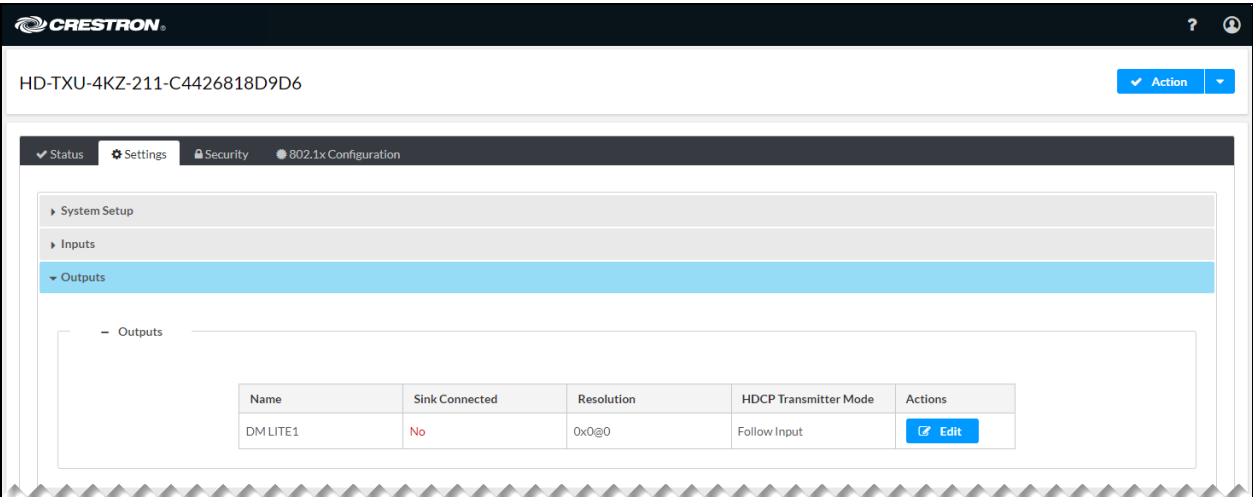 CRESTRON®
?
HD-TXU-4KZ-211-C4426818D9D6
Action
Status Settings Security 802.1x Configuration
System Setup
Inputs
Outputs
– Outputs
Name Sink Connected Resolution HDCP Transmitter Mode Actions
DM LITE1 No 0x0@0 Follow Input Edit